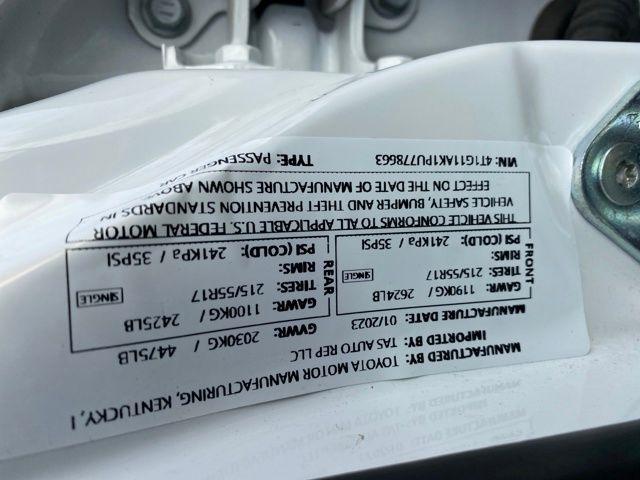 MANUFACTURED BY: TOYOTA MOTOR MANUFACTURING, KENTUCKY, I
IMPORTED BY: TAS AUTO REP LLC
MANUFACTURE DATE: 01/2023 GVWR: 2030KG / 4475LB
FRONT
GAWR: 1190KG/ 2624LB
TIRES: 215/55R17 SINGLE
RIMS:
PSI (COLD): 241KPa / 35PSI
REAR
GAWR: 1100KG / 2425LB
TIRES: 215/55R17 SINGLE
RIMS:
PSI (COLD): 241KPa / 35PSI
THIS VEHICLE CONFORMS TO ALL APPLICABLE U.S. FEDERAL MOTOR
VEHICLE SAFETY, BUMPER AND THEFT PREVENTION STANDARDS IN
EFFECT ON THE DATE OF MANUFACTURE SHOWN ABOV
VIN: 4T1G11AK1PU778663 TYPE: PASSENGER CAR